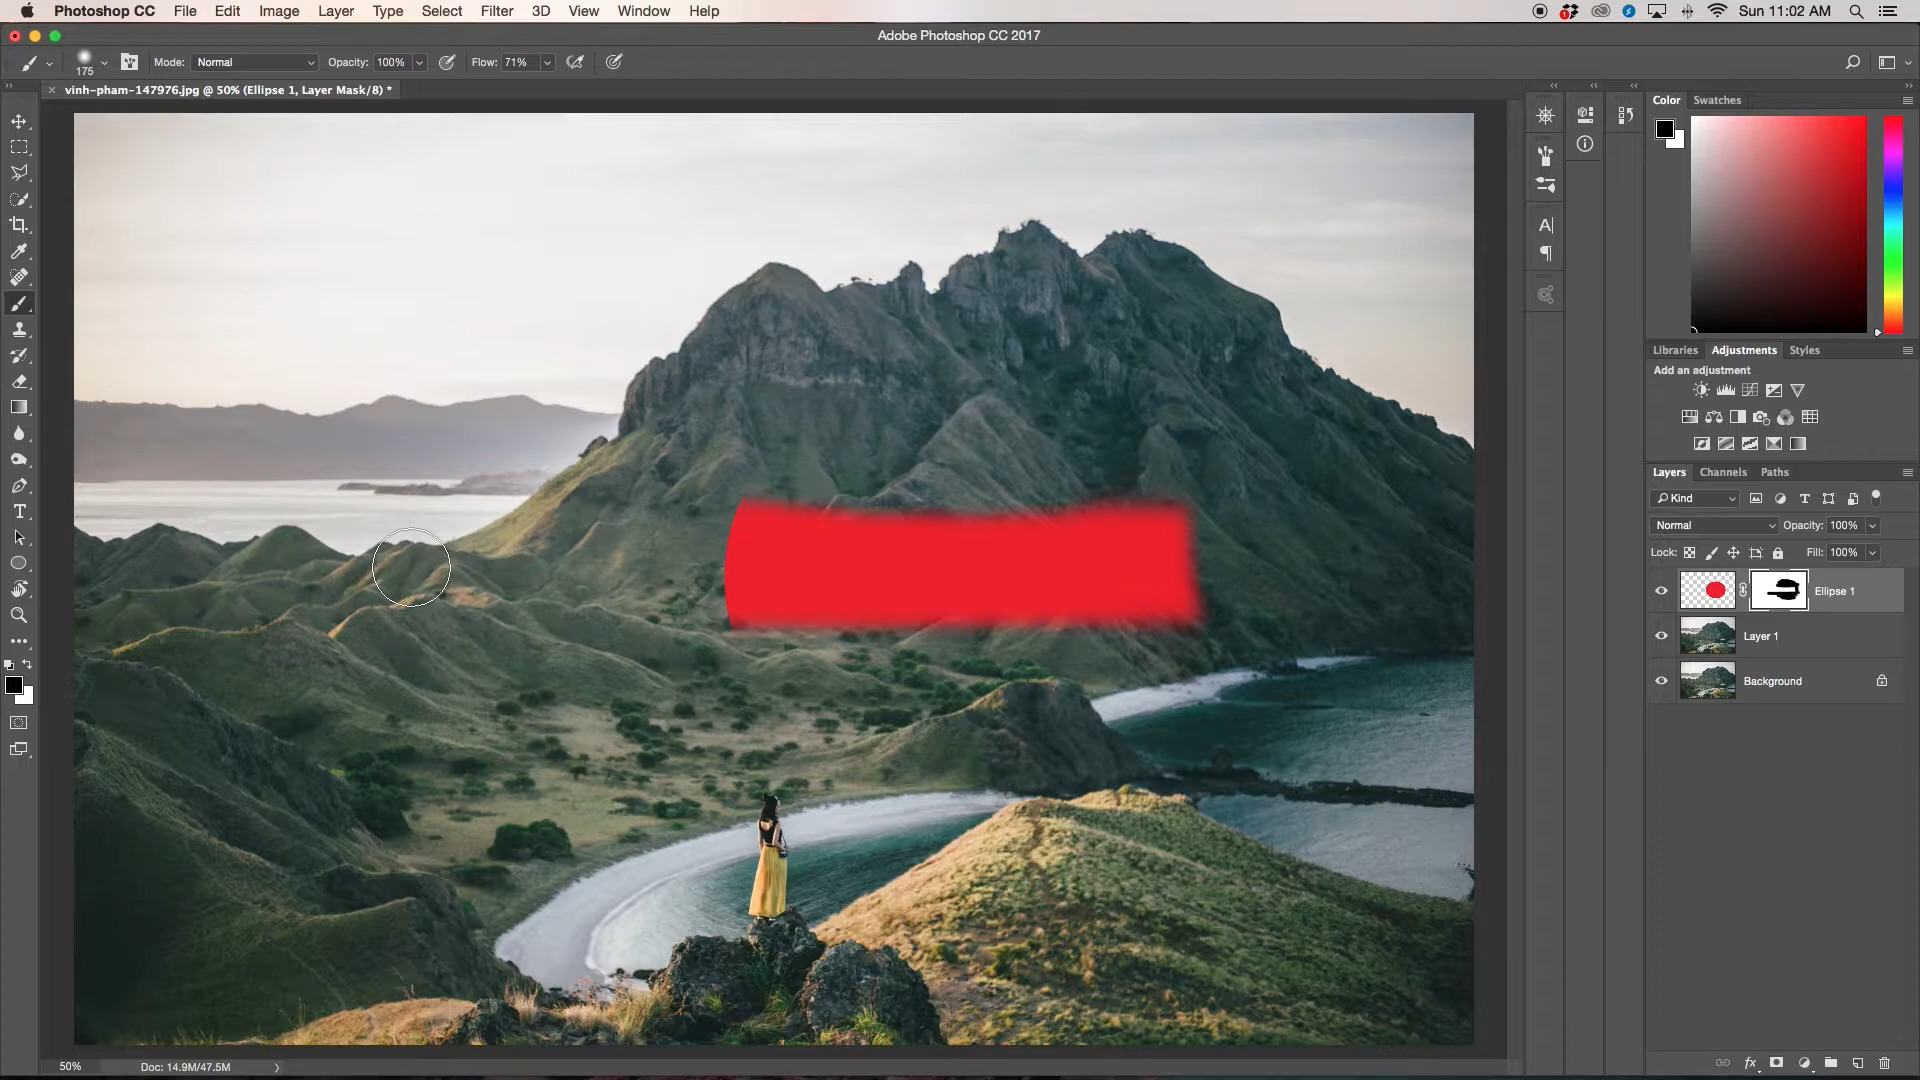 Photoshop CC File Edit Image Layer Type Select Filter 3D View Window Help
1
Sun 11:02 AM
Adobe Photoshop CC 2017
175
Mode: Normal
Opacity: 100%
Flow: 71%
vinh-pham-147976.jpg @ 50% (Ellipse 1, Layer Mask/8) *
Color Swatches
Libraries Adjustments Styles
Add an adjustment
Layers Channels Paths
Kind
Normal
Opacity: 100%
Lock:
Fill: 100%
Ellipse 1
Layer 1
Background
fx
50%
Doc: 14.9M/47.5M